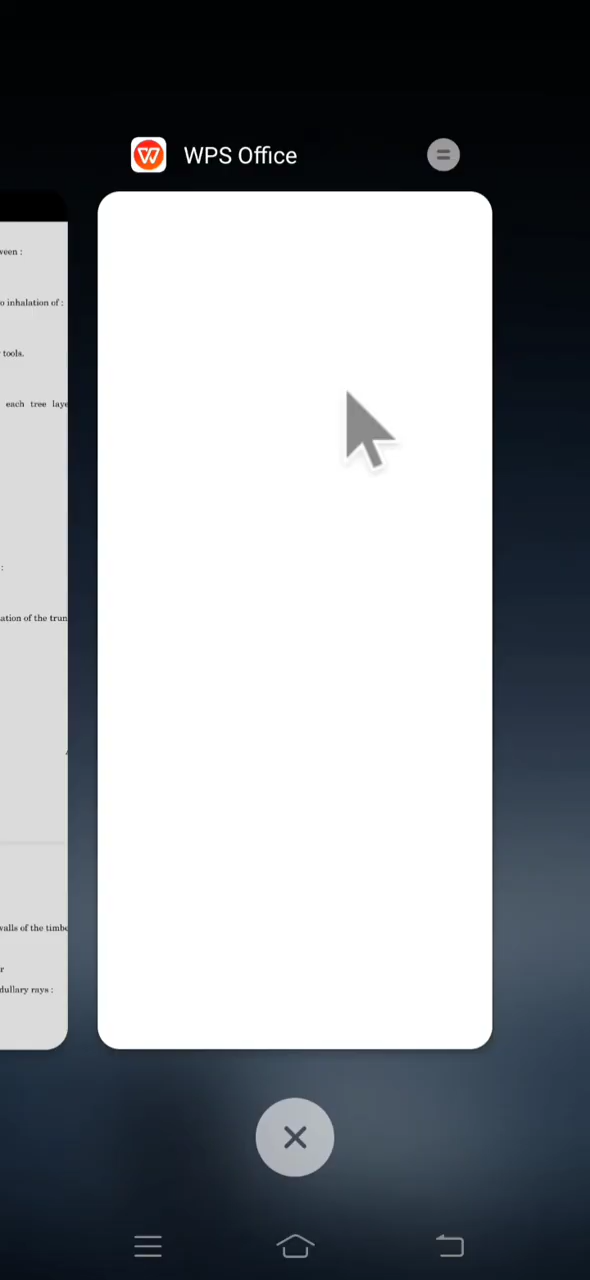 WPS Office
ween :
o inhalation of :
tools.
each tree laye
:
ation of the trun
walls of the timbe
r
dullary rays :